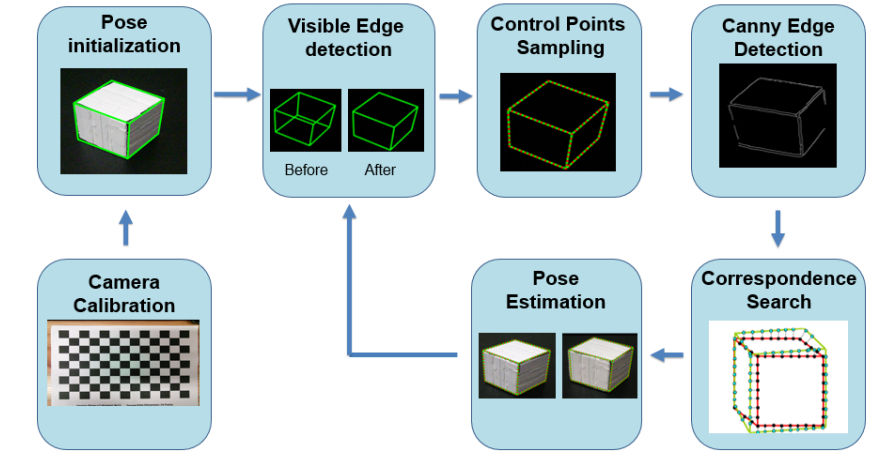 Pose
initialization
Visible Edge
detection
Before
After
Control Points
Sampling
Canny Edge
Detection
Camera
Calibration
Pose
Estimation
Correspondence
Search